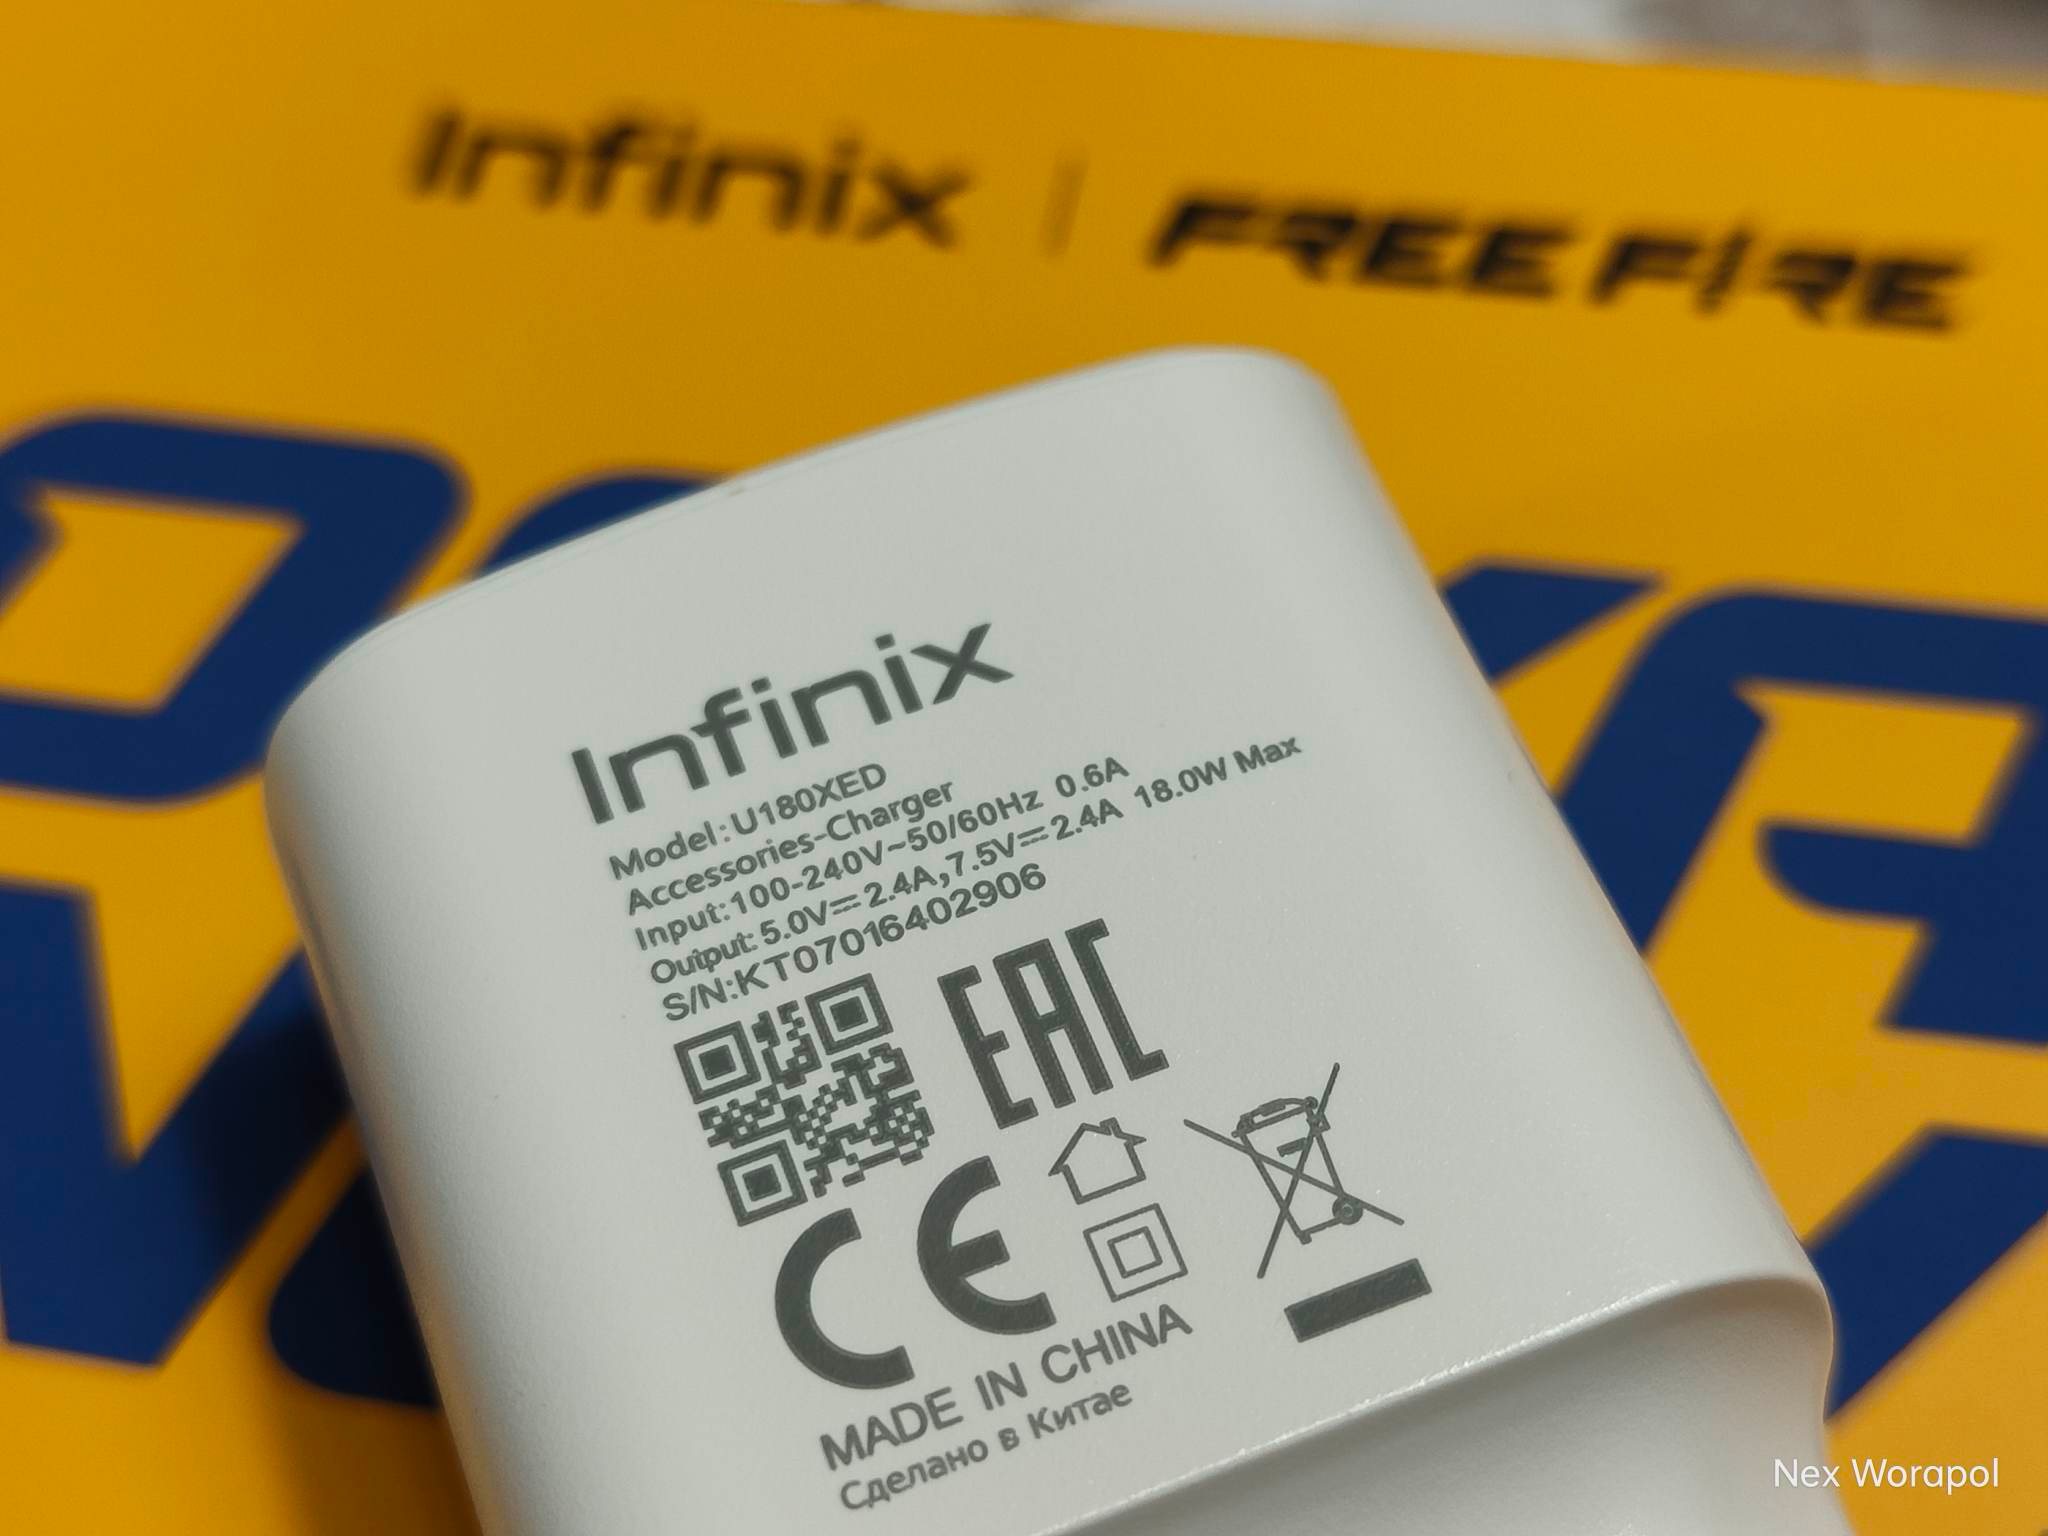 Infinix | FREE FIRE
Infinix
Model:U180XED
Accessories-Charger
Input:100-240V~50/60Hz 0.6A
Output:5.0V⎓2.4A,7.5V⎓2.4A 18.0W Max
S/N:KT07016402906
EAC
CE
MADE IN CHINA
Сделано в Китае
Nex Worapol